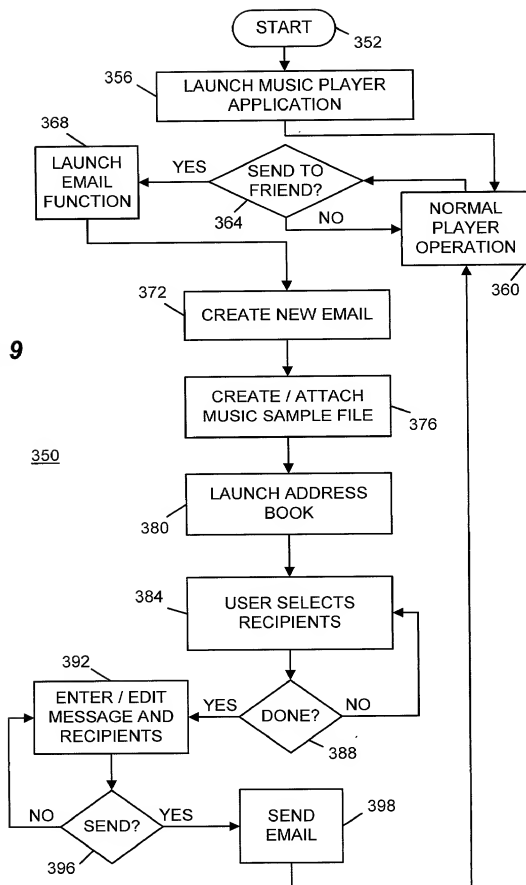 START
352
356
LAUNCH MUSIC PLAYER
APPLICATION
368
LAUNCH
EMAIL
FUNCTION
YES
SEND TO
FRIEND?
364
NO
NORMAL
PLAYER
OPERATION
360
372
CREATE NEW EMAIL
9
CREATE / ATTACH
MUSIC SAMPLE FILE
376
350
LAUNCH ADDRESS
BOOK
380
384
USER SELECTS
RECIPIENTS
392
ENTER / EDIT
MESSAGE AND
RECIPIENTS
YES
DONE?
NO
388
NO
SEND?
YES
396
SEND
EMAIL
398